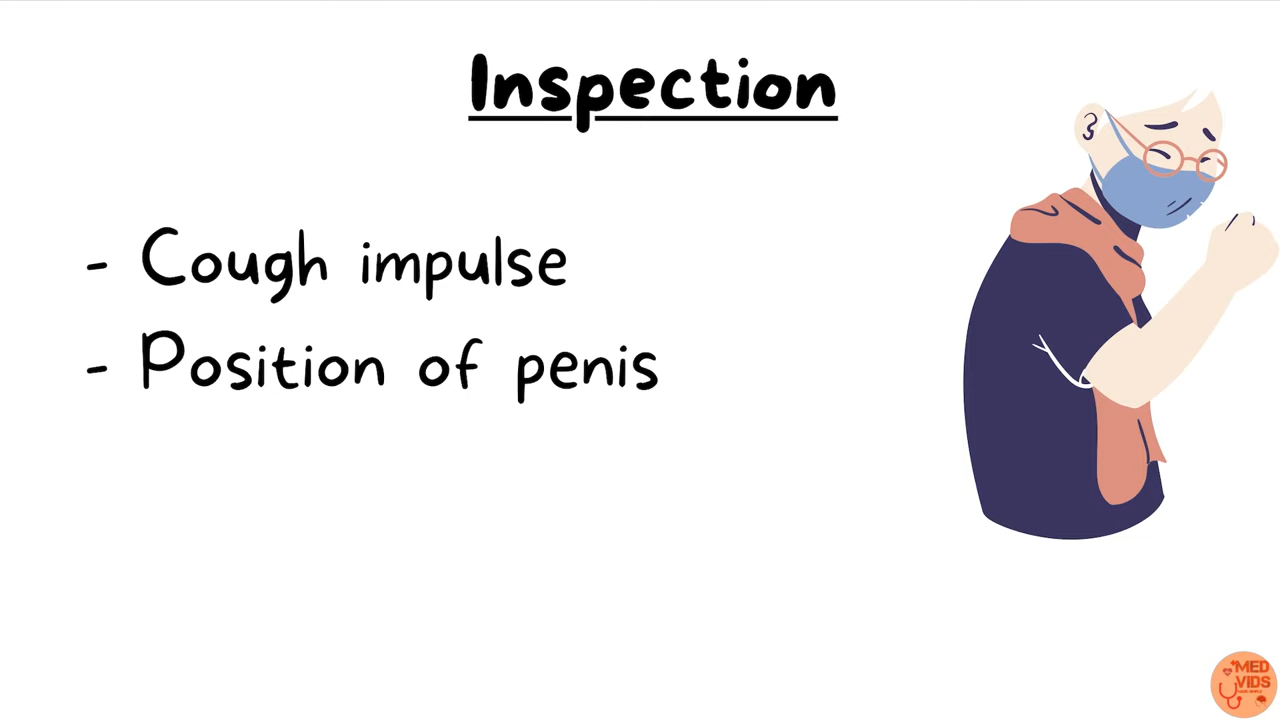 Inspection
- Cough impulse
- Position of penis
MED
VIDS